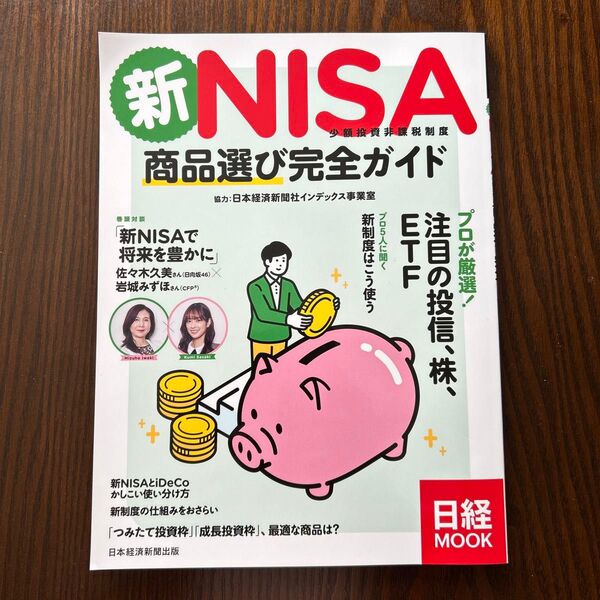 新NISA
少額投資非課税制度
商品選び完全ガイド
協力:日本経済新聞社インデックス事業室
巻頭対談
「新NISAで
将来を豊かに」
佐々木久美さん(日向坂46)×
岩城みずほさん(CFP®)
Mizuho Iwaki
Kumi Sasaki
プロが厳選!
注目の投信、株、
ETF
プロ5人に聞く
新制度はこう使う
新NISAとiDeCo
かしこい使い分け方
新制度の仕組みをおさらい
「つみたて投資枠」「成長投資枠」、最適な商品は?
日本経済新聞出版
日経
MOOK